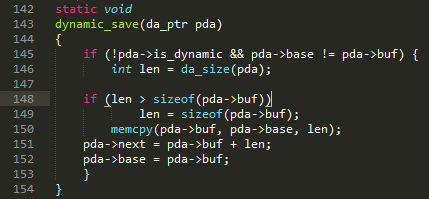 142 static void
143 dynamic_save(da_ptr pda)
144 {
145     if (!pda->is_dynamic && pda->base != pda->buf) {
146         int len = da_size(pda);
147
148     if (len > sizeof(pda->buf))
149             len = sizeof(pda->buf);
150         memcpy(pda->buf, pda->base, len);
151     pda->next = pda->buf + len;
152     pda->base = pda->buf;
153     }
154 }